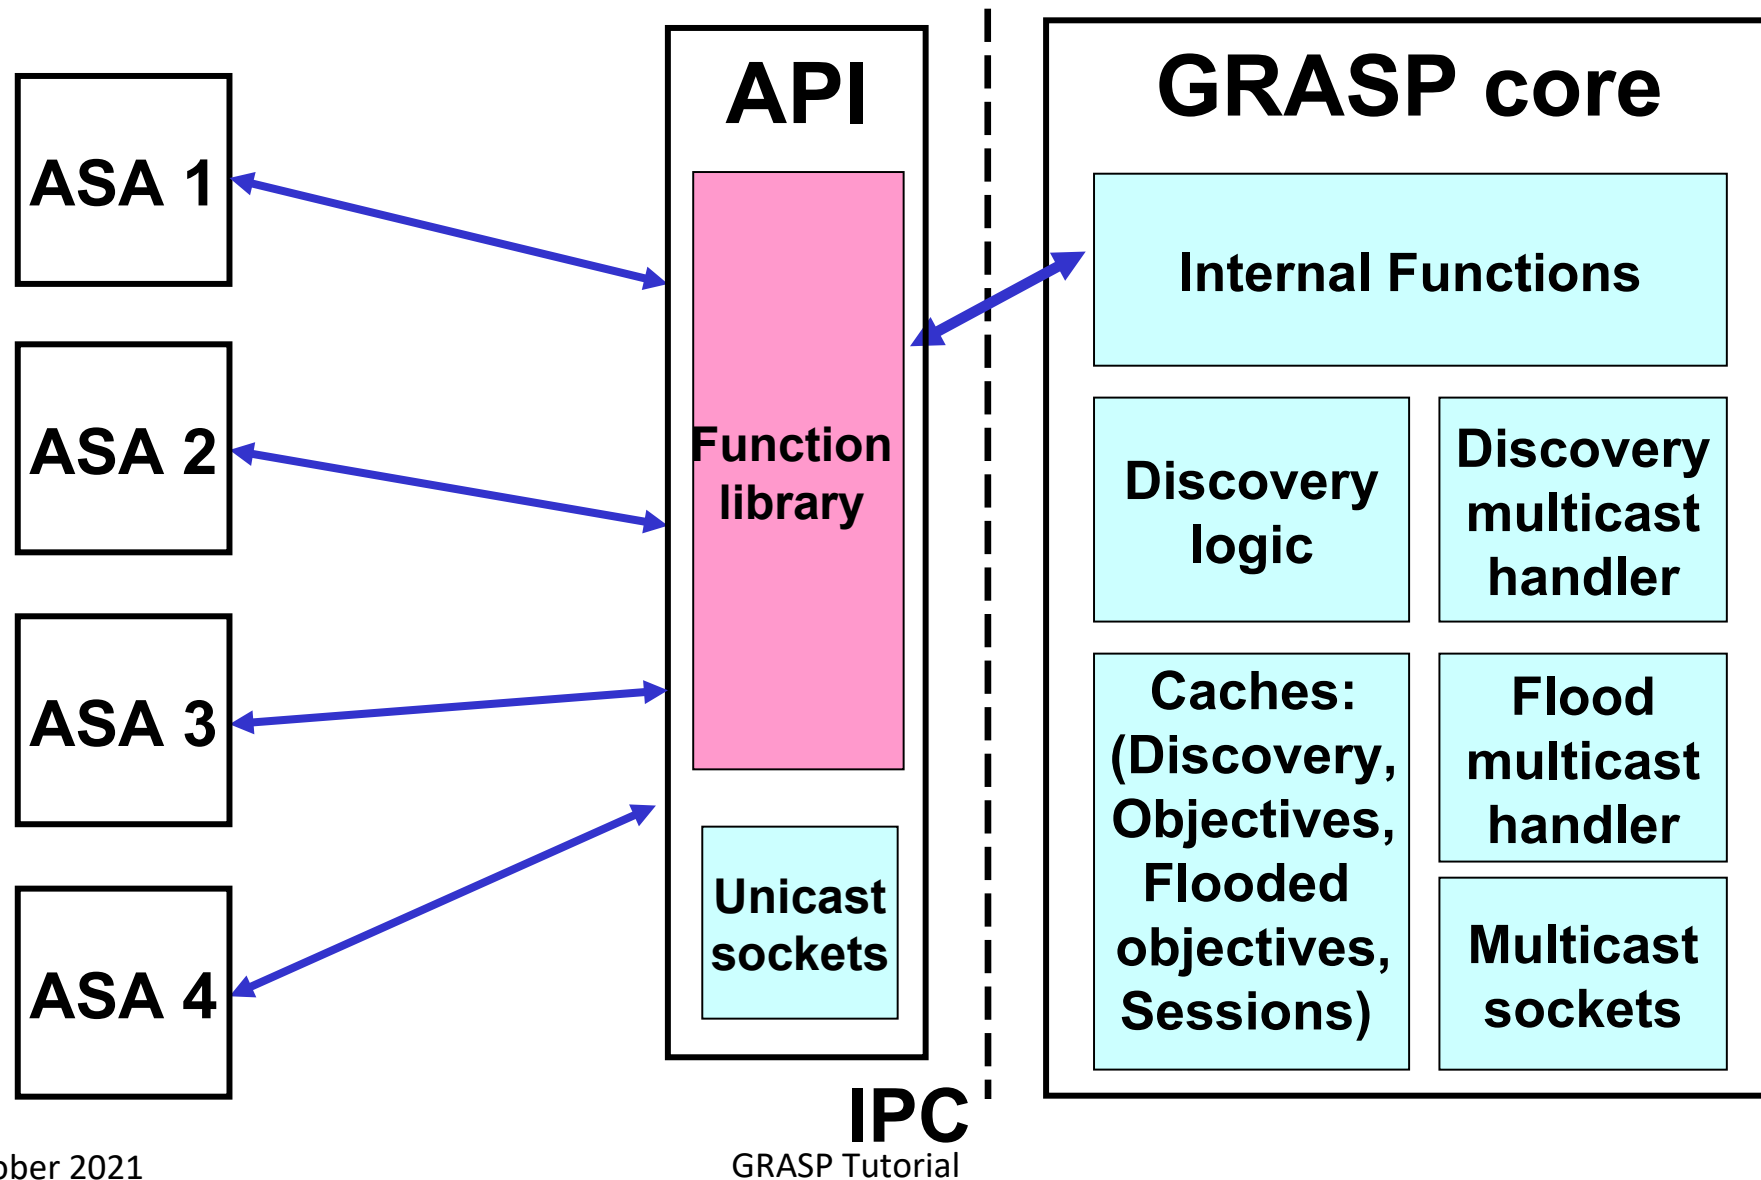 ASA 1
ASA 2
ASA 3
ASA 4
API
Function
library
Unicast
sockets
IPC
GRASP core
Internal Functions
Discovery
logic
Discovery
multicast
handler
Caches:
(Discovery,
Objectives,
Flooded
objectives,
Sessions)
Flood
multicast
handler
Multicast
sockets
2021
GRASP Tutorial